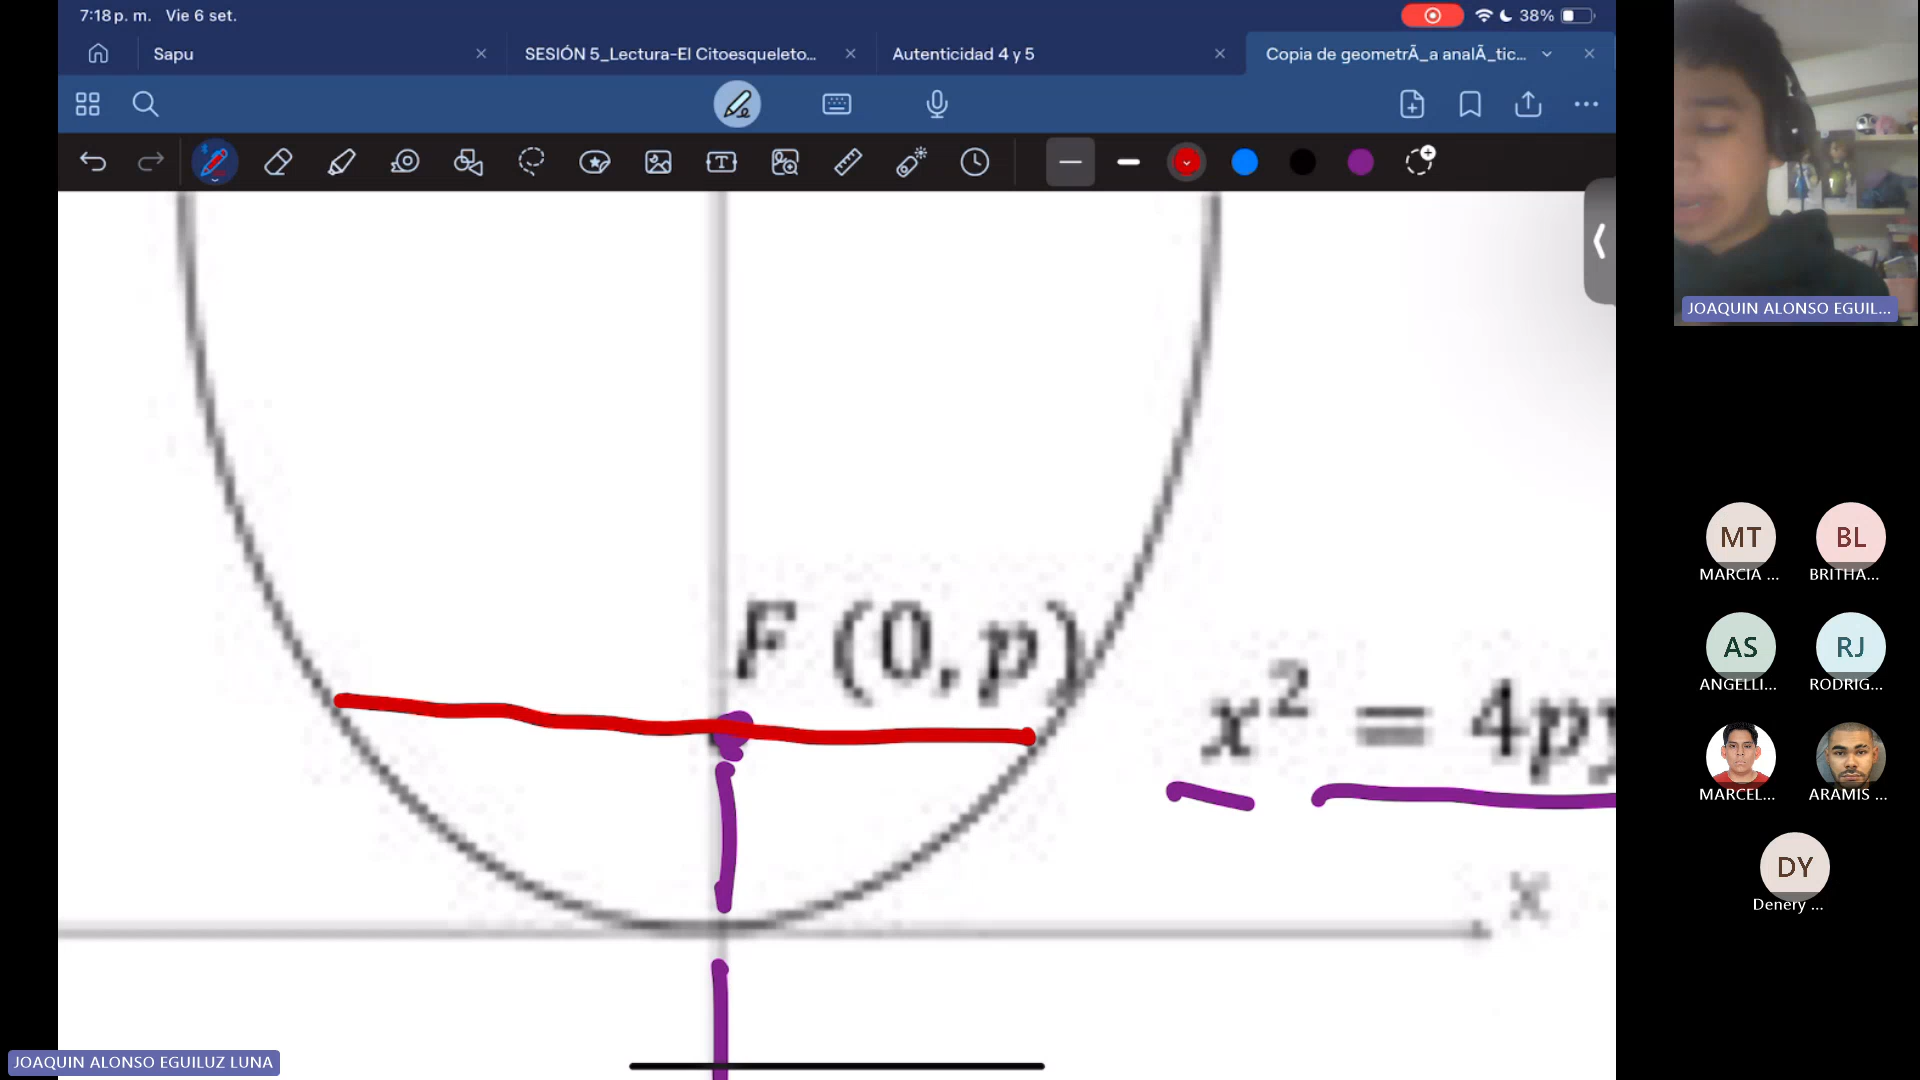 7:18 p. m. Vie 6 set.
38%
Sapu
SESIÓN 5_Lectura-El Citoesqueleto...
Autenticidad 4 y 5
Copia de geometrÃ_a analÃ_tic...
JOAQUIN ALONSO EGUIL...
F (0, p)
x² = 4py
x
MT
MARCIA ...
BL
BRITHA...
AS
ANGELLI...
RJ
RODRIG...
MARCEL...
ARAMIS ...
DY
Denery ...
JOAQUIN ALONSO EGUILUZ LUNA